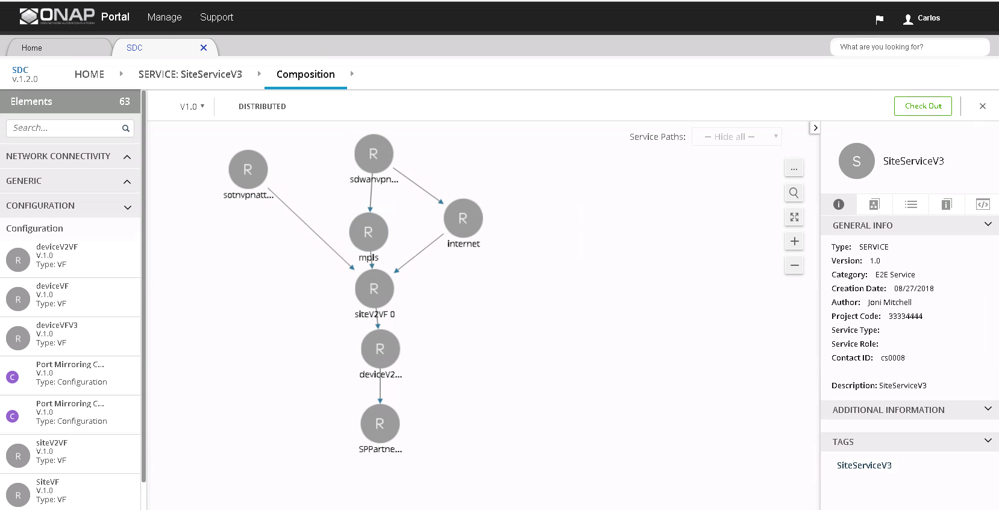 ONAP Portal Manage Support
OPEN NETWORK AUTOMATION PLATFORM
Carlos
Home
SDC
What are you looking for?
SDC
v.1.2.0
HOME
SERVICE: SiteServiceV3
Composition
Elements 63
Search...
NETWORK CONNECTIVITY
GENERIC
CONFIGURATION
Configuration
R
deviceV2VF
V.1.0
Type: VF
R
deviceVF
V.1.0
Type: VF
R
deviceVFV3
V.1.0
Type: VF
C
Port Mirroring C...
V.1.0
Type: Configuration
C
Port Mirroring C...
V.1.0
Type: Configuration
R
siteV2VF
V.1.0
Type: VF
R
SiteVF
V.1.0
Type: VF
V1.0
DISTRIBUTED
Check Out
Service Paths: — Hide all —
...
R
sdwanvpn...
R
sotnvpnatt...
R
internet
R
mpls
R
siteV2VF 0
R
deviceV2...
R
SPPartne...
S
SiteServiceV3
GENERAL INFO
Type: SERVICE
Version: 1.0
Category: E2E Service
Creation Date: 08/27/2018
Author: Joni Mitchell
Project Code: 33334444
Service Type:
Service Role:
Contact ID: cs0008
Description: SiteServiceV3
ADDITIONAL INFORMATION
TAGS
SiteServiceV3